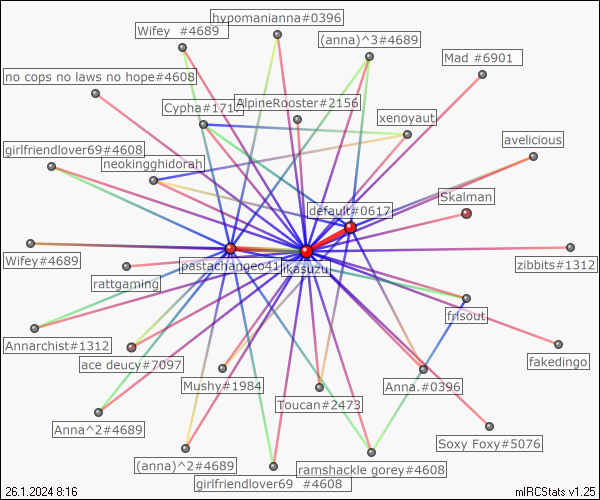 hypomanianna#0396
Wifey  #4689
(anna)^3#4689
Mad #6901
no cops no laws no hope#4608
Cypha#1717
AlpineRooster#2156
xenoyaut
avelicious
girlfriendlover69#4608
neokingghidorah
Skalman
default#0617
Wifey#4689
pastachangeo41
jikasuzu
zibbits#1312
rattgaming
frisout
Annarchist#1312
ace deucy#7097
fakedingo
Mushy#1984
Anna.#0396
Toucan#2473
Anna^2#4689
Soxy Foxy#5076
(anna)^2#4689
ramshackle gorey#4608
girlfriendlover69  #4608
26.1.2024 8:16
mIRCStats v1.25